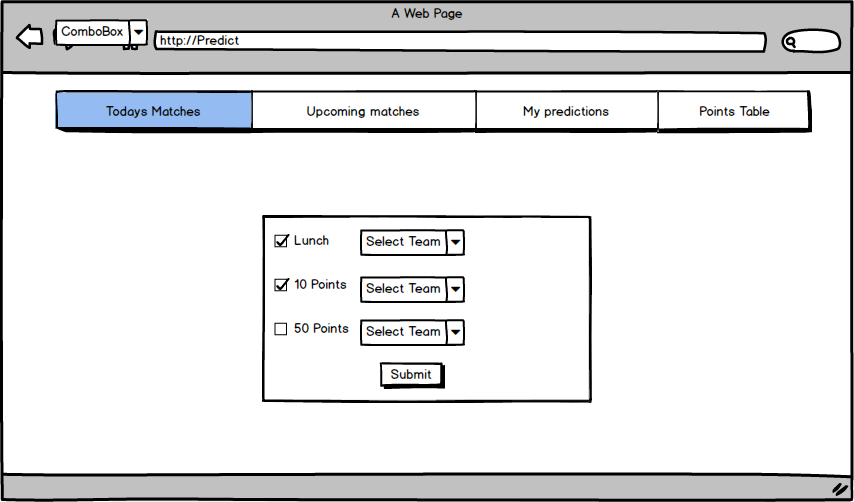 A Web Page
ComboBox
http://Predict
Todays Matches Upcoming matches My predictions Points Table
Lunch Select Team
10 Points Select Team
50 Points Select Team
Submit